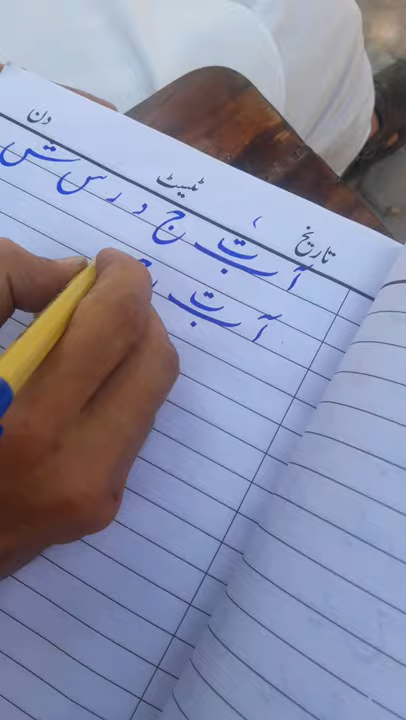 تاریخ ٹیسٹ دن
آ ب ت ج د ر س ش
آ ب ت